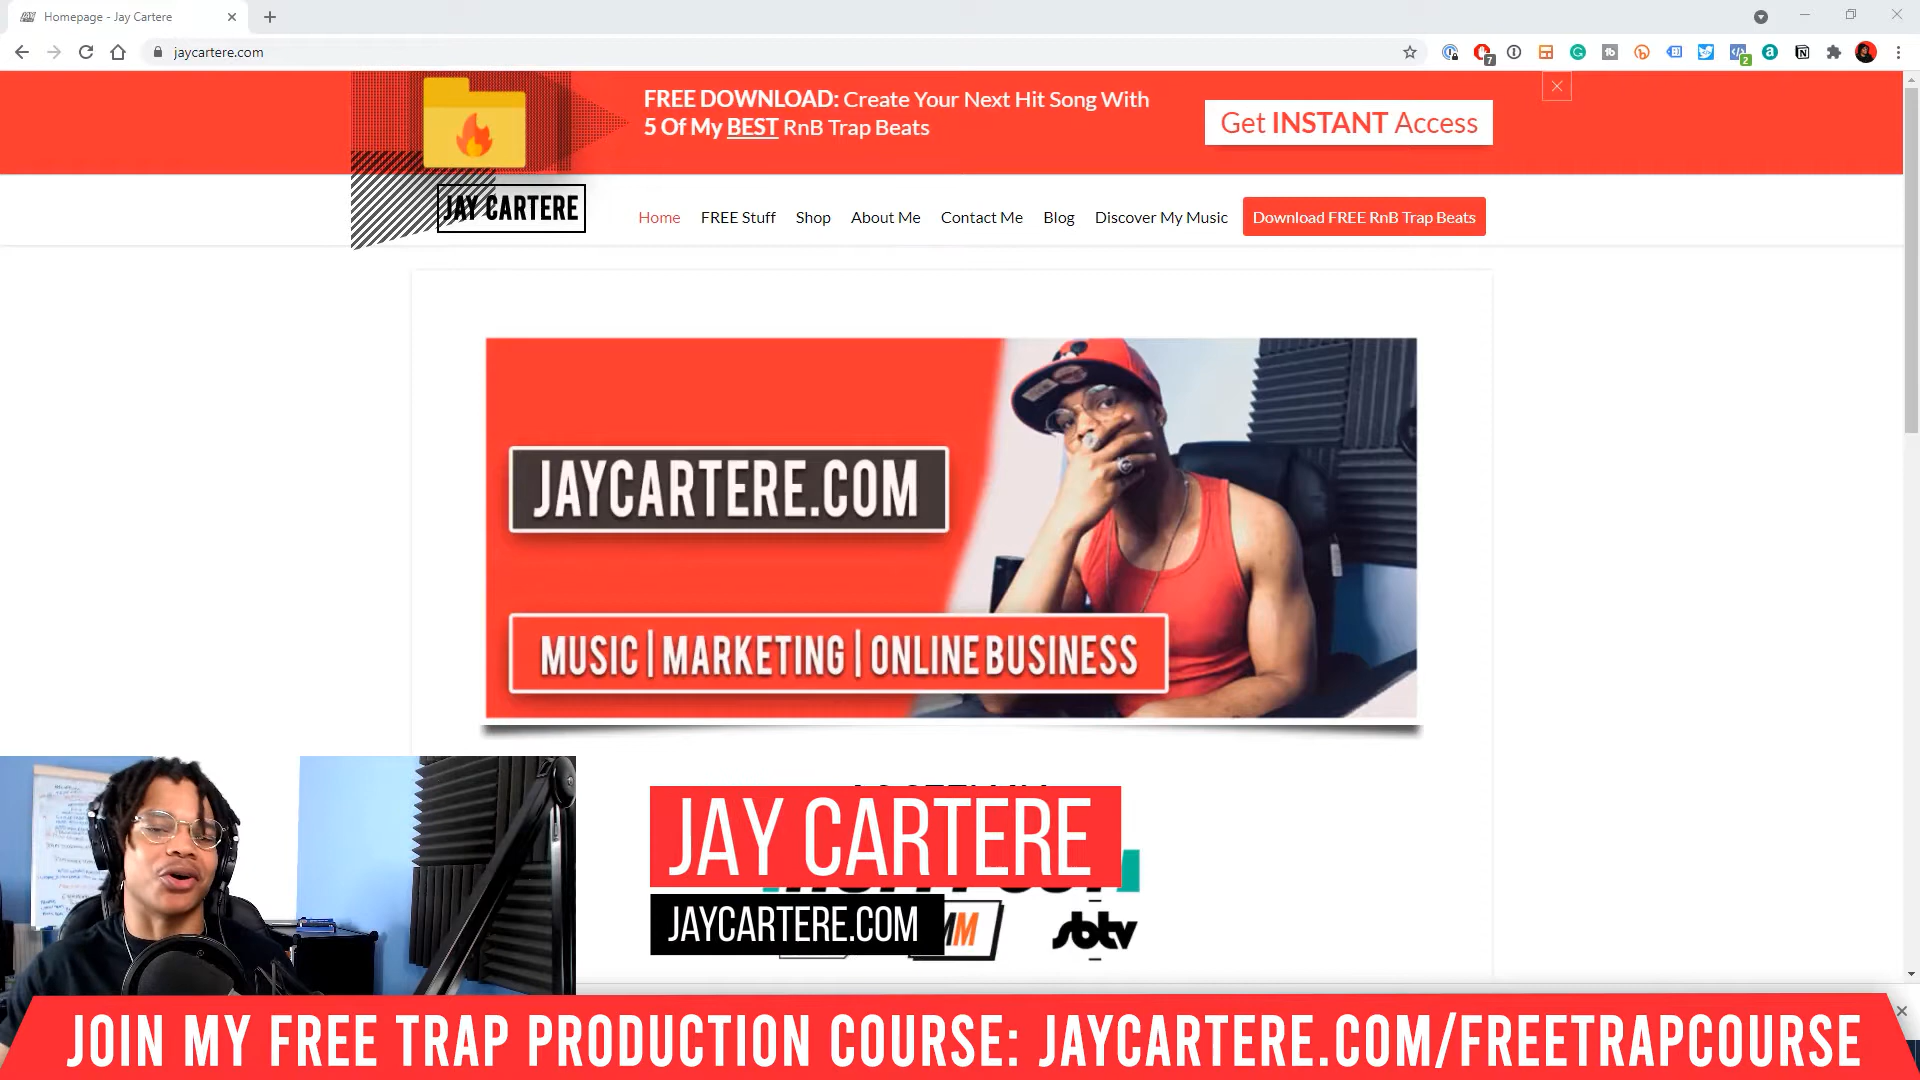 Homepage - Jay Cartere
jaycartere.com
7
2
FREE DOWNLOAD: Create Your Next Hit Song With
5 Of My BEST RnB Trap Beats
Get INSTANT Access
JAY CARTERE
Home
FREE Stuff
Shop
About Me
Contact Me
Blog
Discover My Music
Download FREE RnB Trap Beats
JAYCARTERE.COM
MUSIC | MARKETING | ONLINE BUSINESS
JAY CARTERE
JAYCARTERE.COM
sbtv
JOIN MY FREE TRAP PRODUCTION COURSE: JAYCARTERE.COM/FREETRAPCOURSE